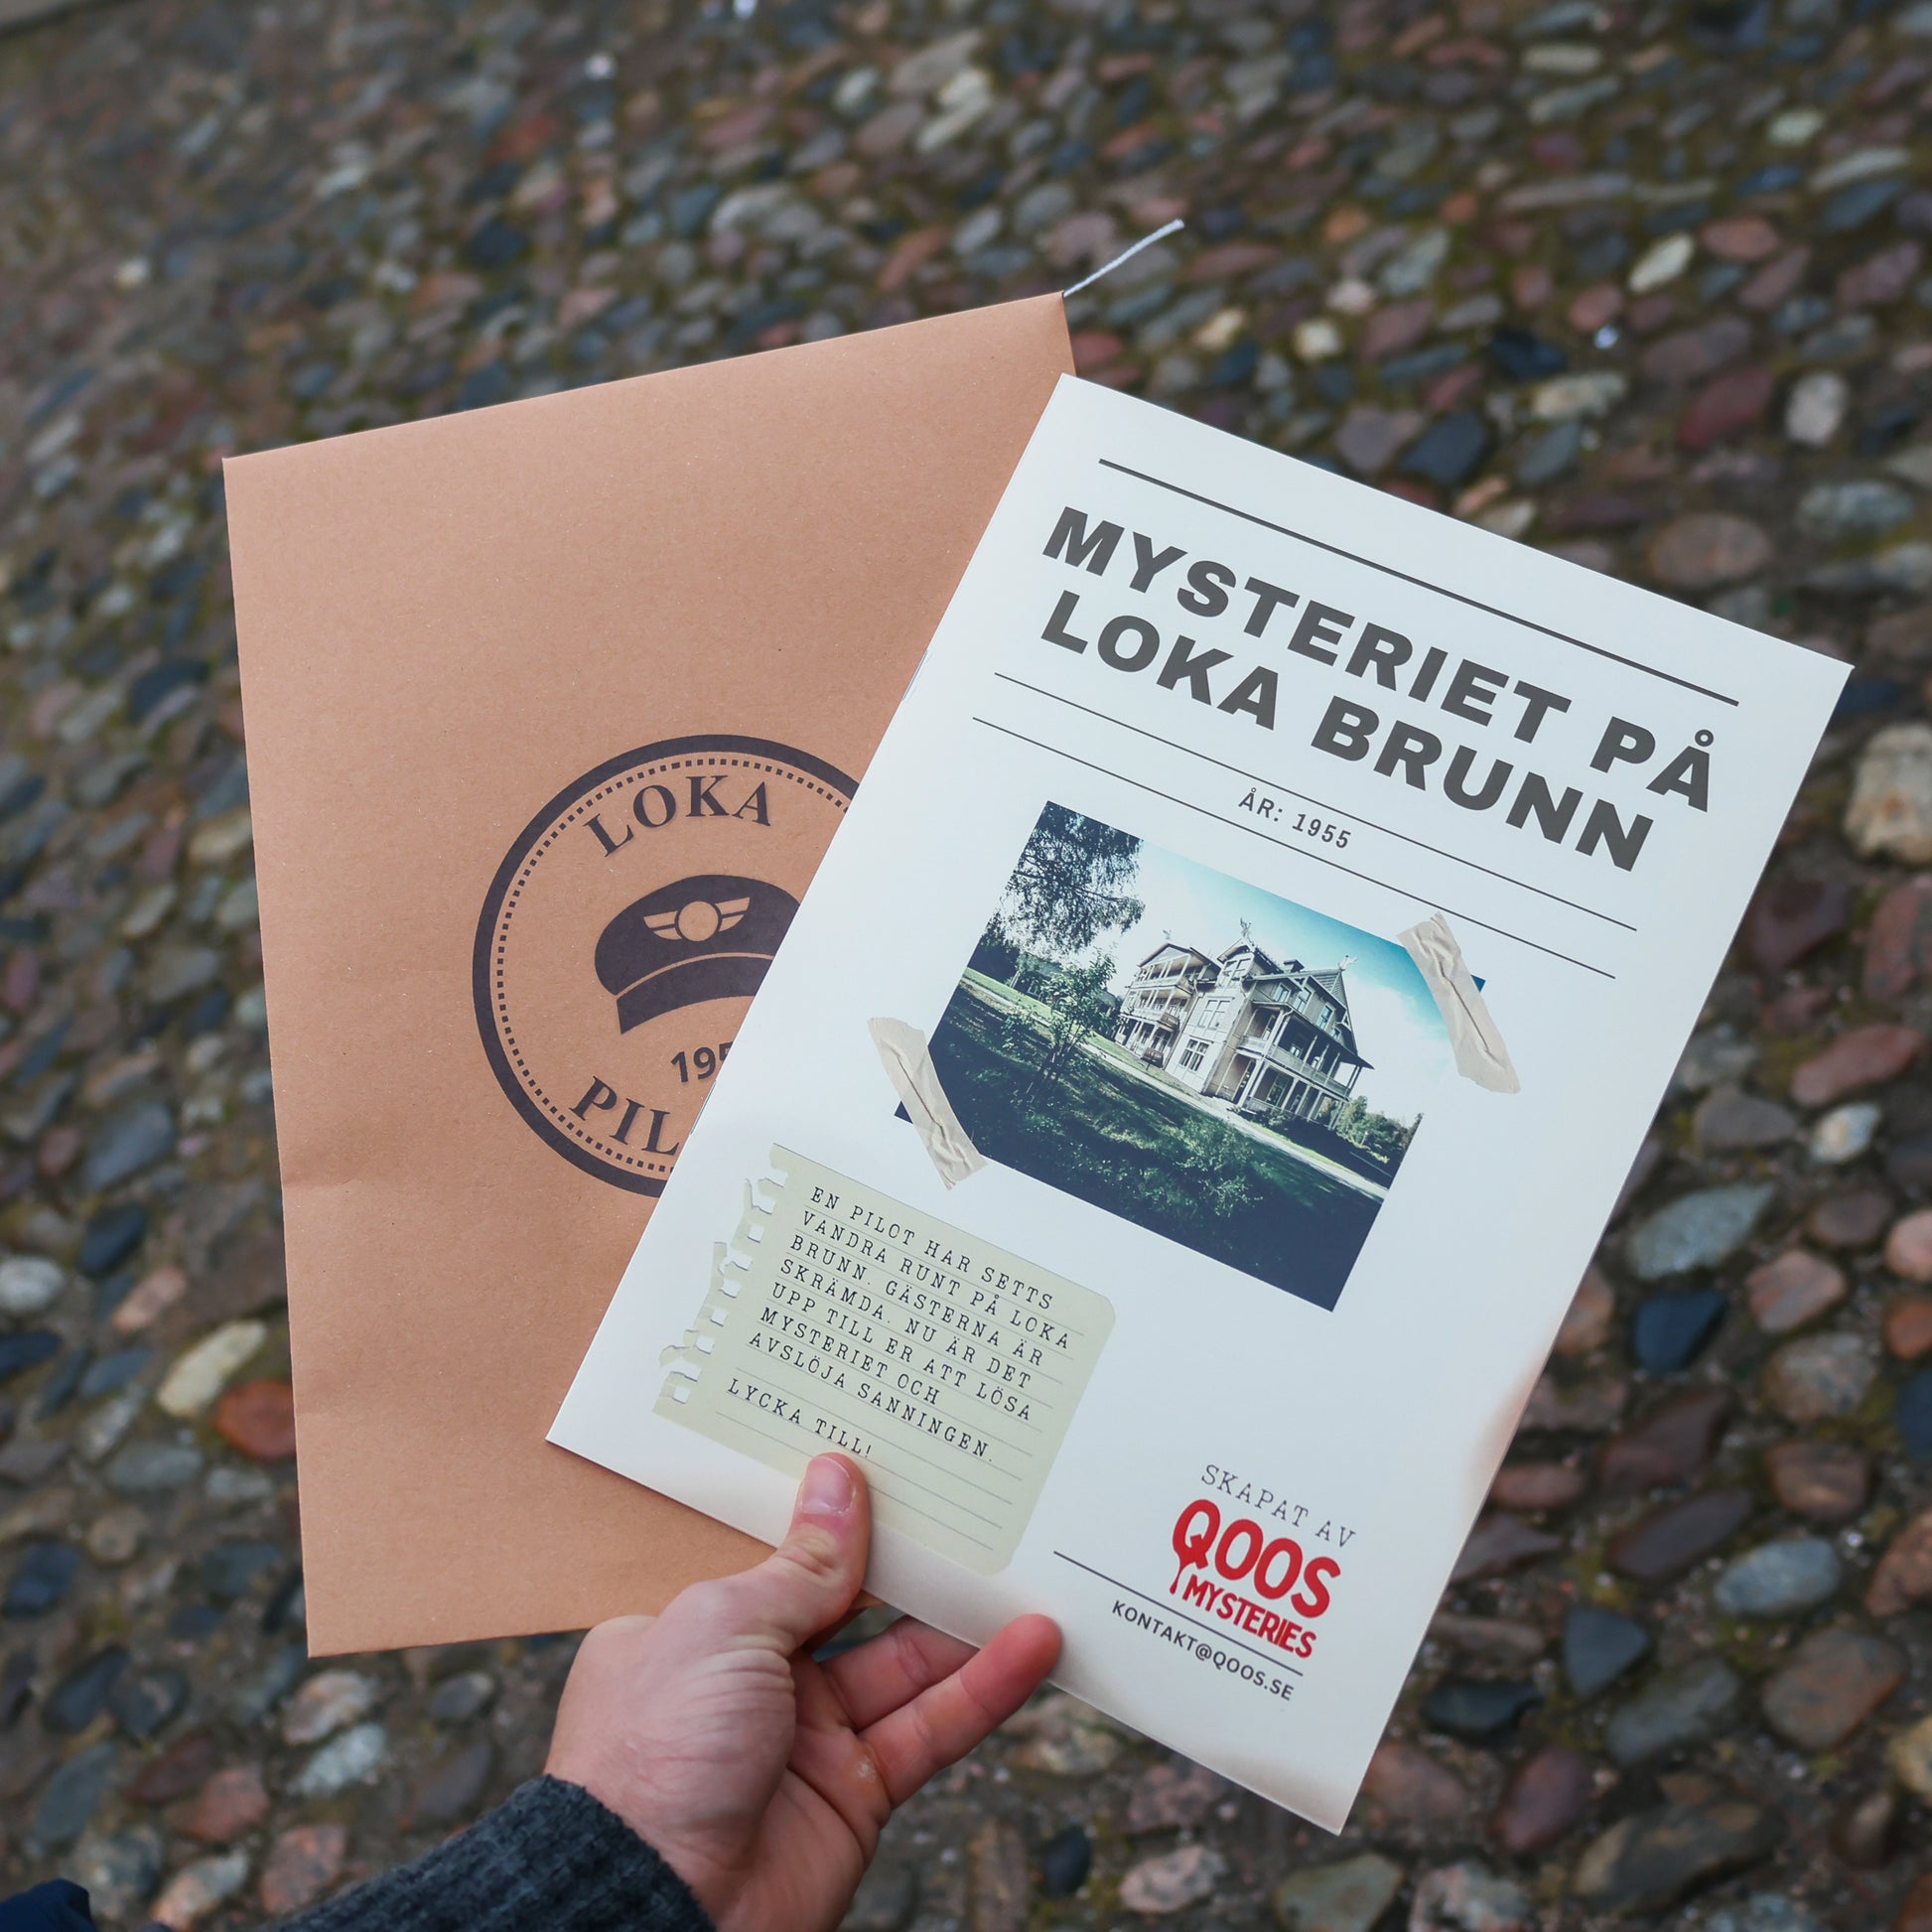 LOKA
MYSTERIET PÅ
LOKA BRUNN
ÅR: 1955
EN PILOT HAR SETTS
VANDRA RUNT PÅ LOKA
BRUNN. GÄSTERNA ÄR
SKRÄMDA. NU ÄR DET
UPP TILL ER ATT LÖSA
MYSTERIET OCH
AVSLÖJA SANNINGEN.
LYCKA TILL!
SKAPAT AV
QOOS
MYSTERIES
KONTAKT@QOOS.SE